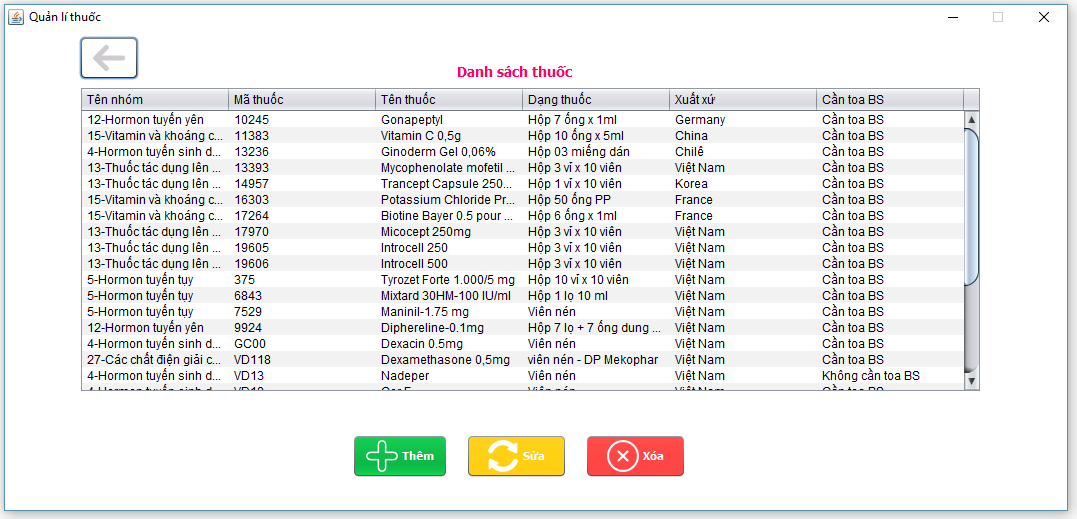 Quản lí thuốc
Danh sách thuốc
Tên nhóm Mã thuốc Tên thuốc Dạng thuốc Xuất xứ Cần toa BS
12-Hormon tuyến yên 10245 Gonapeptyl Hộp 7 ống x 1ml Germany Cần toa BS
15-Vitamin và khoáng c... 11383 Vitamin C 0,5g Hộp 10 ống x 5ml China Cần toa BS
4-Hormon tuyến sinh d... 13236 Ginoderm Gel 0,06% Hộp 03 miếng dán Chilê Cần toa BS
13-Thuốc tác dụng lên ... 13393 Mycophenolate mofetil ... Hộp 3 vỉ x 10 viên Việt Nam Cần toa BS
13-Thuốc tác dụng lên ... 14957 Trancept Capsule 250... Hộp 1 vỉ x 10 viên Korea Cần toa BS
15-Vitamin và khoáng c... 16303 Potassium Chloride Pr... Hộp 50 ống PP France Cần toa BS
15-Vitamin và khoáng c... 17264 Biotine Bayer 0.5 pour ... Hộp 6 ống x 1ml France Cần toa BS
13-Thuốc tác dụng lên ... 17970 Micocept 250mg Hộp 3 vỉ x 10 viên Việt Nam Cần toa BS
13-Thuốc tác dụng lên ... 19605 Introcell 250 Hộp 3 vỉ x 10 viên Việt Nam Cần toa BS
13-Thuốc tác dụng lên ... 19606 Introcell 500 Hộp 3 vỉ x 10 viên Việt Nam Cần toa BS
5-Hormon tuyến tụy 375 Tyrozet Forte 1.000/5 mg Hộp 10 vỉ x 10 viên Việt Nam Cần toa BS
5-Hormon tuyến tụy 6843 Mixtard 30HM-100 IU/ml Hộp 1 lọ 10 ml Việt Nam Cần toa BS
5-Hormon tuyến tụy 7529 Maninil-1.75 mg Viên nén Việt Nam Cần toa BS
12-Hormon tuyến yên 9924 Diphereline-0.1mg Hộp 7 lọ + 7 ống dung ... Việt Nam Cần toa BS
4-Hormon tuyến sinh d... GC00 Dexacin 0.5mg Viên nén Việt Nam Cần toa BS
27-Các chất điện giải c... VD118 Dexamethasone 0,5mg viên nén - DP Mekophar Việt Nam Cần toa BS
4-Hormon tuyến sinh d... VD13 Nadeper Viên nén Việt Nam Không cần toa BS
4-Hormon tuyến sinh d... Viên nén Việt Nam Cần toa BS
Thêm Sửa Xóa